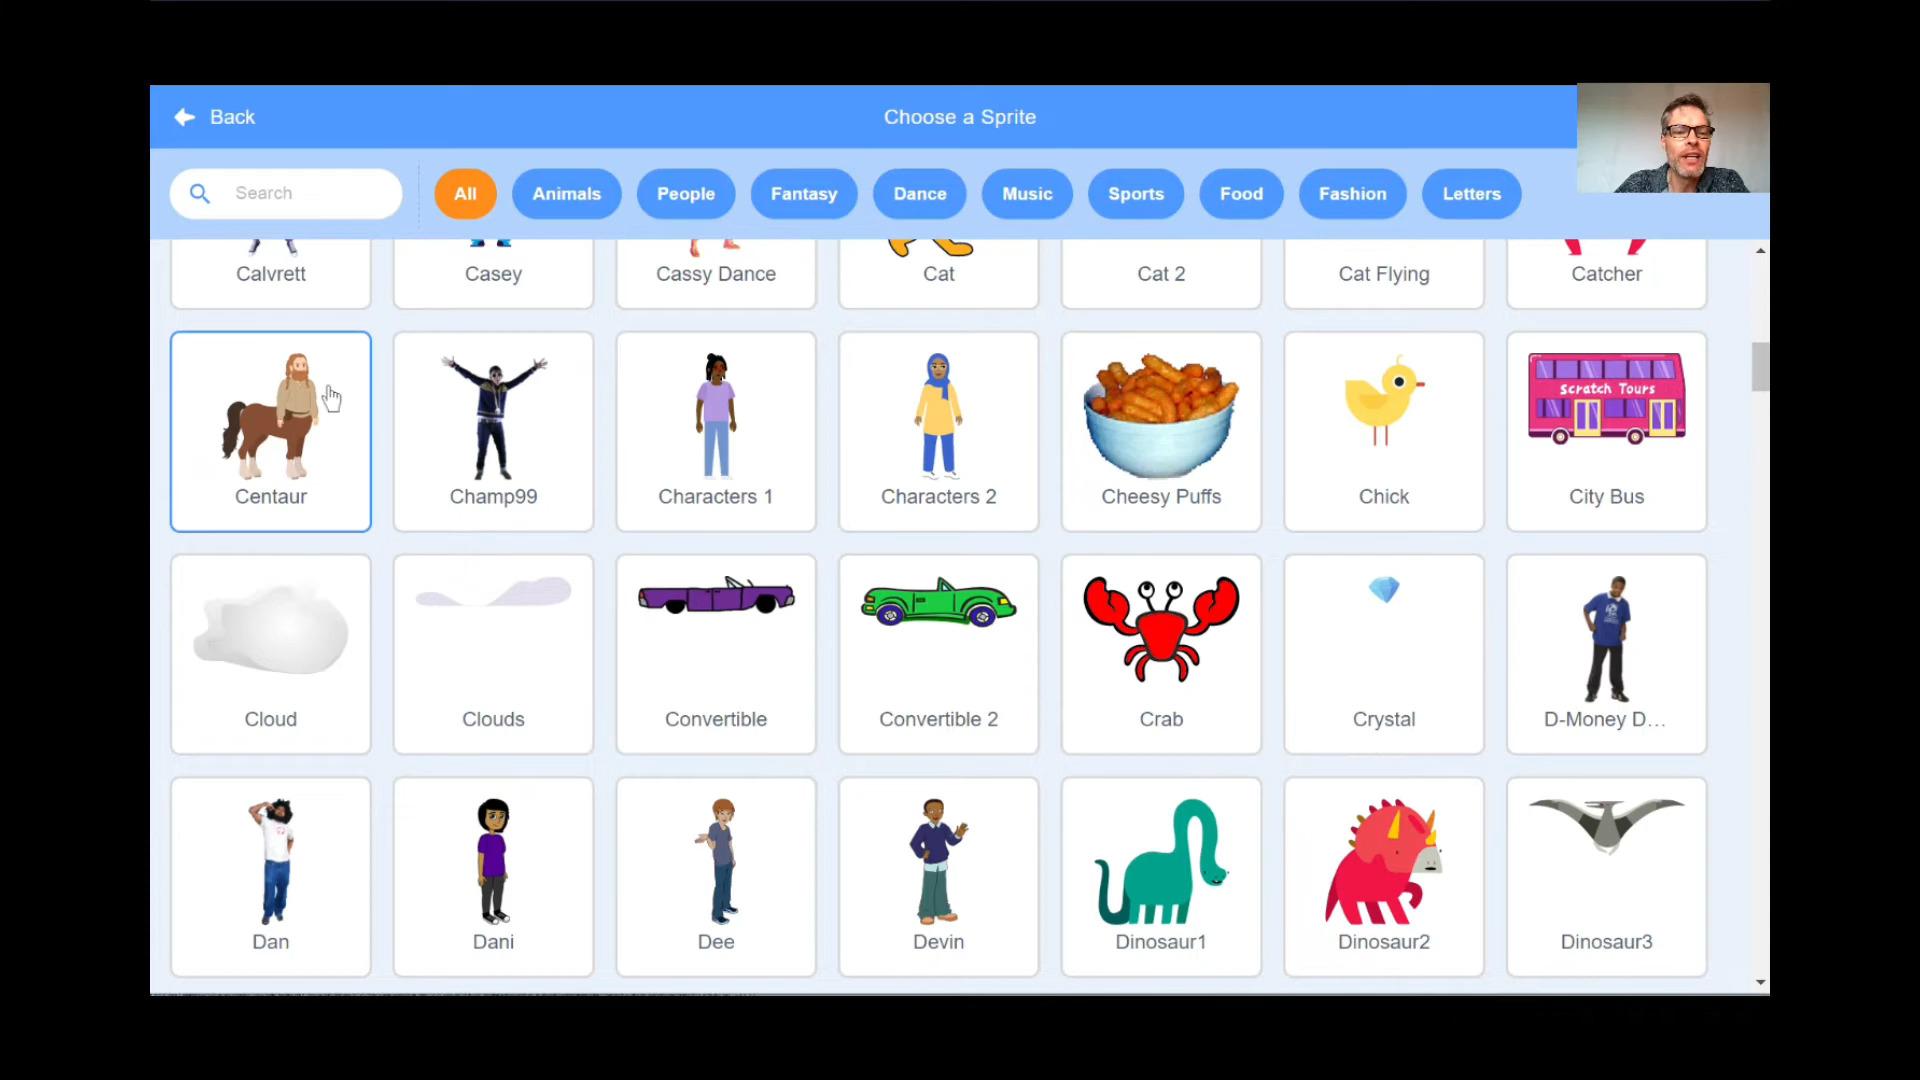 Back
Choose a Sprite
Search
All
Animals
People
Fantasy
Dance
Music
Sports
Food
Fashion
Letters
Calvrett
Casey
Cassy Dance
Cat
Cat 2
Cat Flying
Catcher
Scratch Tours
Centaur
Champ99
Characters 1
Characters 2
Cheesy Puffs
Chick
City Bus
Cloud
Clouds
Convertible
Convertible 2
Crab
Crystal
D-Money D…
Dan
Dani
Dee
Devin
Dinosaur1
Dinosaur2
Dinosaur3